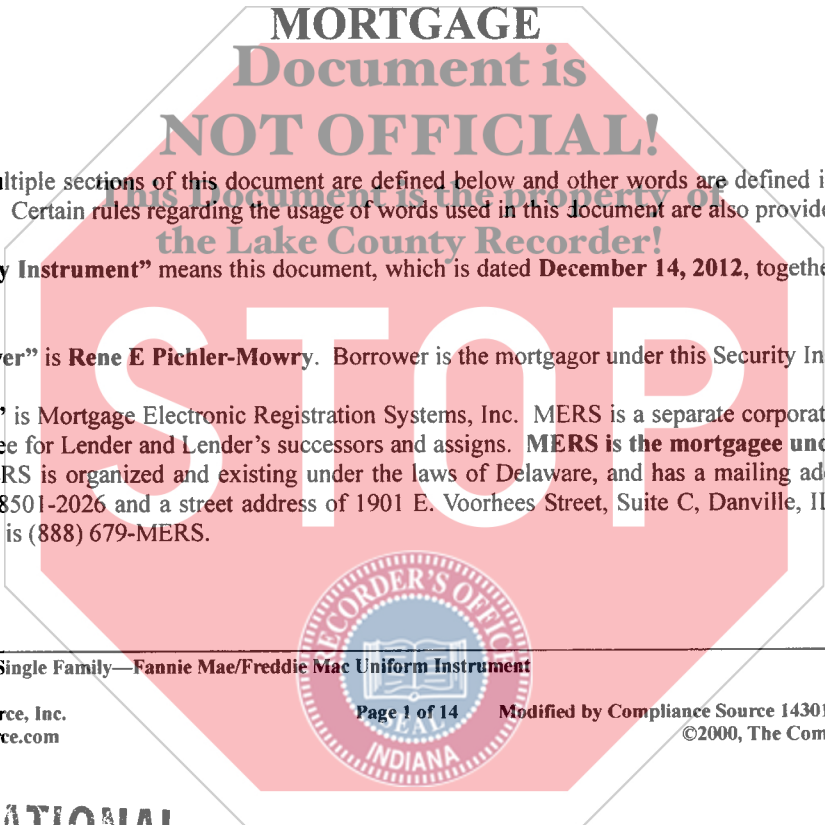 MORTGAGE
Document is
NOT OFFICIAL!
ltiple sections of this document are defined below and other words are defined i
This Document is the property of
Certain rules regarding the usage of words used in this document are also provide
the Lake County Recorder!
y Instrument” means this document, which is dated December 14, 2012, togethe
STOP
er” is Rene E Pichler-Mowry. Borrower is the mortgagor under this Security In
” is Mortgage Electronic Registration Systems, Inc. MERS is a separate corporat
e for Lender and Lender’s successors and assigns. MERS is the mortgagee und
RS is organized and existing under the laws of Delaware, and has a mailing ad
8501-2026 and a street address of 1901 E. Voorhees Street, Suite C, Danville, IL
is (888) 679-MERS.
RECORDER'S OFFICE
Single Family—Fannie Mae/Freddie Mac Uniform Instrument
rce, Inc. Page 1 of 14 Modified by Compliance Source 14301
SEAL
ce.com ©2000, The Com
INDIANA
ATIONAL